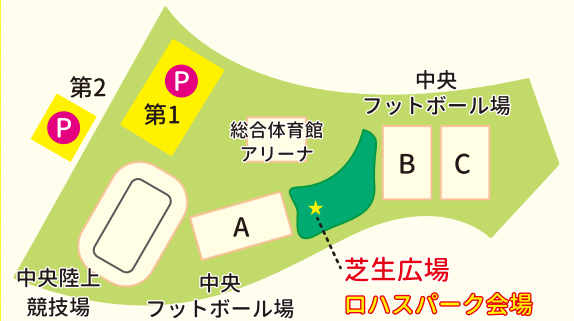 第2
P
P
第1
中央
フットボール場
総合体育館
アリーナ
B
C
A
芝生広場
ロハスパーク会場
中央陸上
競技場
中央
フットボール場